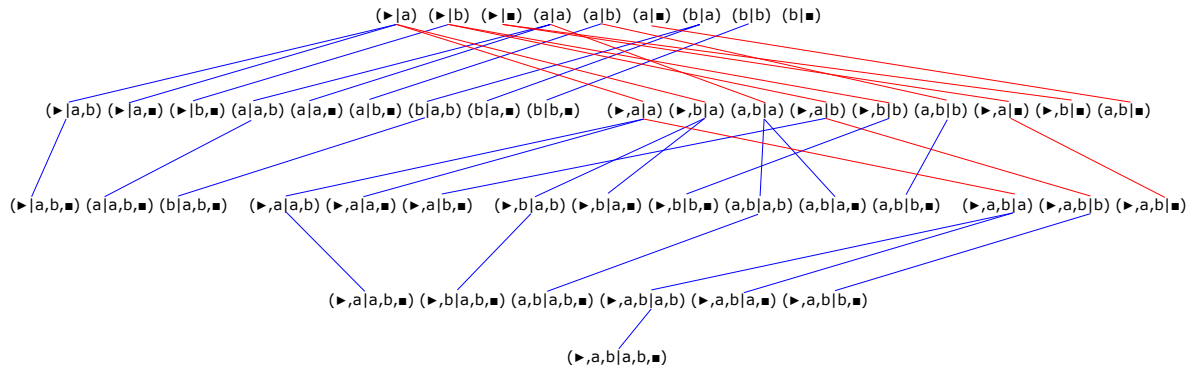 (►|a) (►|b) (►|■) (a|a) (a|b) (a|■) (b|a) (b|b) (b|■)
(►|a,b) (►|a,■) (►|b,■) (a|a,b) (a|a,■) (a|b,■) (b|a,b) (b|a,■) (b|b,■) (►,a|a) (►,b|a) (a,b|a) (►,a|b) (►,b|b) (a,b|b) (►,a|■) (►,b|■) (a,b|■)
(►|a,b,■) (a|a,b,■) (b|a,b,■) (►,a|a,b) (►,a|a,■) (►,a|b,■) (►,b|a,b) (►,b|a,■) (►,b|b,■) (a,b|a,b) (a,b|a,■) (a,b|b,■) (►,a,b|a) (►,a,b|b) (►,a,b|■)
(►,a|a,b,■) (►,b|a,b,■) (a,b|a,b,■) (►,a,b|a,b) (►,a,b|a,■) (►,a,b|b,■)
(►,a,b|a,b,■)